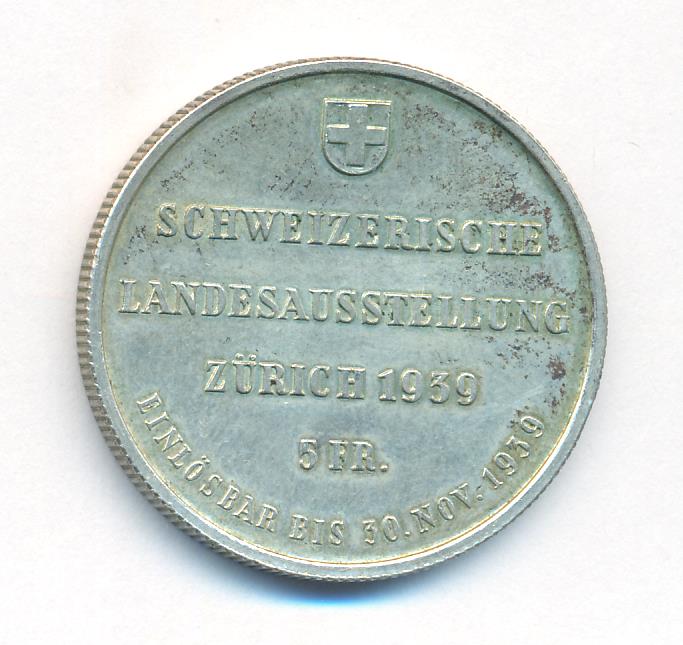 SCHWEIZERISCHE
LANDESAUSSTELLUNG
ZÜRICH 1939
5 FR.
EINLÖSBAR BIS 30. NOV. 1939